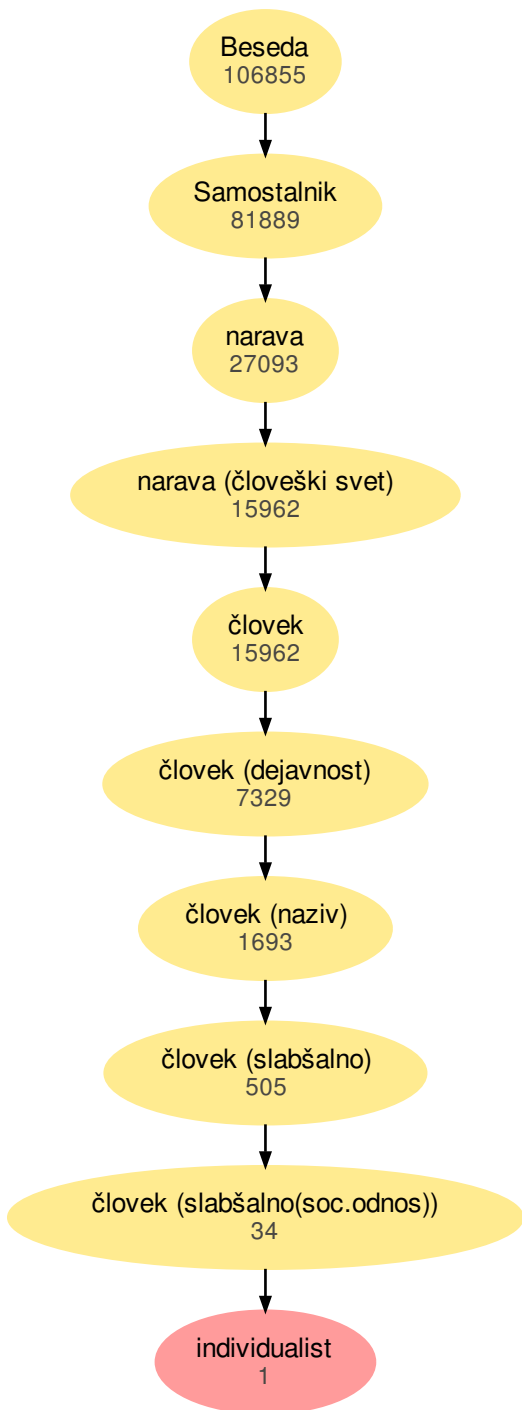 Beseda
106855
Samostalnik
81889
narava
27093
narava (človeški svet)
15962
človek
15962
človek (dejavnost)
7329
človek (naziv)
1693
človek (slabšalno)
505
človek (slabšalno(soc.odnos))
34
individualist
1